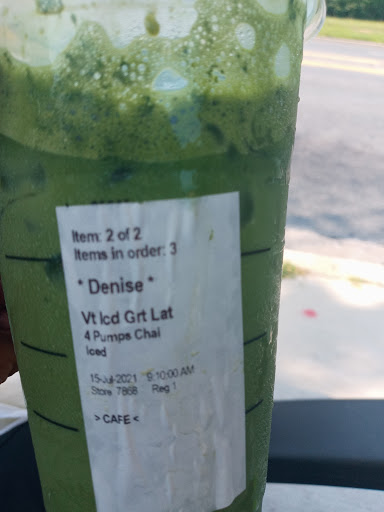 Item: 2 of 2
Items in order: 3
* Denise *
Vt Icd Grt Lat
4 Pumps Chai
Iced
15-Jul-2021 9:10:00 AM
Store 7868 Reg 1
> CAFE <